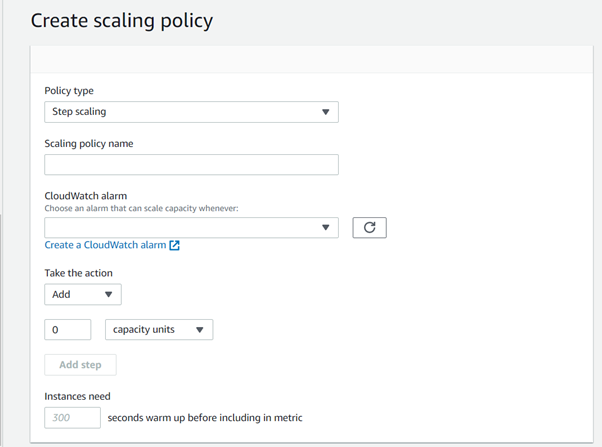 Create scaling policy
Policy type
Step scaling
Scaling policy name
CloudWatch alarm
Choose an alarm that can scale capacity whenever:
Create a CloudWatch alarm
Take the action
Add
0 capacity units
Add step
Instances need
300 seconds warm up before including in metric